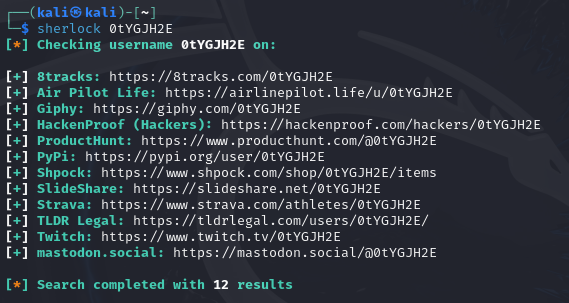 ┌──(kali㉿kali)-[~]
└─$ sherlock 0tYGJH2E
[*] Checking username 0tYGJH2E on:
[+] 8tracks: https://8tracks.com/0tYGJH2E
[+] Air Pilot Life: https://airlinepilot.life/u/0tYGJH2E
[+] Giphy: https://giphy.com/0tYGJH2E
[+] HackenProof (Hackers): https://hackenproof.com/hackers/0tYGJH2E
[+] ProductHunt: https://www.producthunt.com/@0tYGJH2E
[+] PyPi: https://pypi.org/user/0tYGJH2E
[+] Shpock: https://www.shpock.com/shop/0tYGJH2E/items
[+] SlideShare: https://slideshare.net/0tYGJH2E
[+] Strava: https://www.strava.com/athletes/0tYGJH2E
[+] TLDR Legal: https://tldrlegal.com/users/0tYGJH2E/
[+] Twitch: https://www.twitch.tv/0tYGJH2E
[+] mastodon.social: https://mastodon.social/@0tYGJH2E
[*] Search completed with 12 results